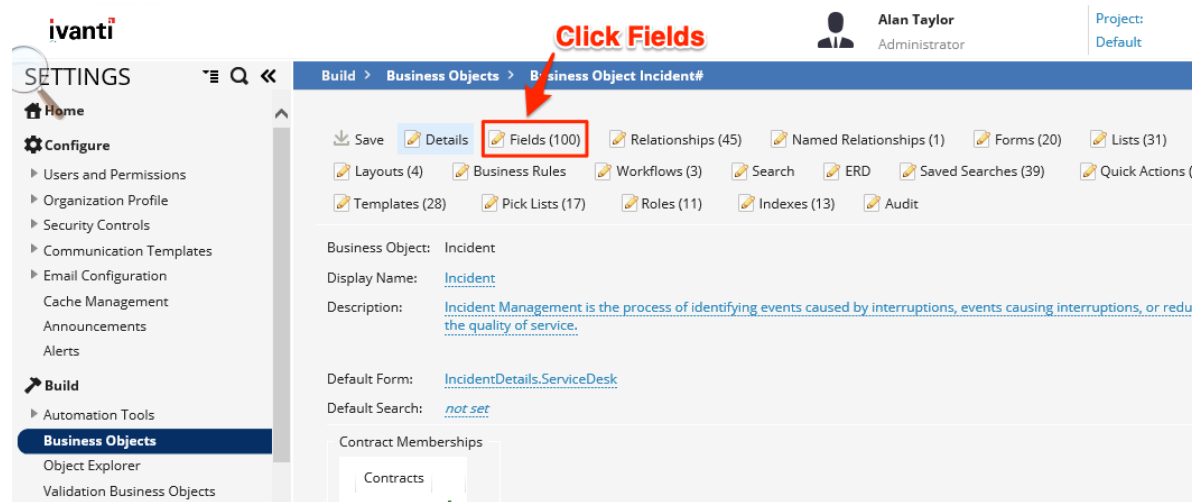 ivanti
Click Fields
Alan Taylor
Administrator
Project:
Default
SETTINGS
Build > Business Objects > Business Object Incident#
Home
Configure
Users and Permissions
Organization Profile
Security Controls
Communication Templates
Email Configuration
Cache Management
Announcements
Alerts
Build
Automation Tools
Business Objects
Object Explorer
Validation Business Objects
Save Details Fields (100) Relationships (45) Named Relationships (1) Forms (20) Lists (31)
Layouts (4) Business Rules Workflows (3) Search ERD Saved Searches (39) Quick Actions (
Templates (28) Pick Lists (17) Roles (11) Indexes (13) Audit
Business Object: Incident
Display Name: Incident
Description: Incident Management is the process of identifying events caused by interruptions, events causing interruptions, or redu
the quality of service.
Default Form: IncidentDetails.ServiceDesk
Default Search: not set
Contract Memberships
Contracts